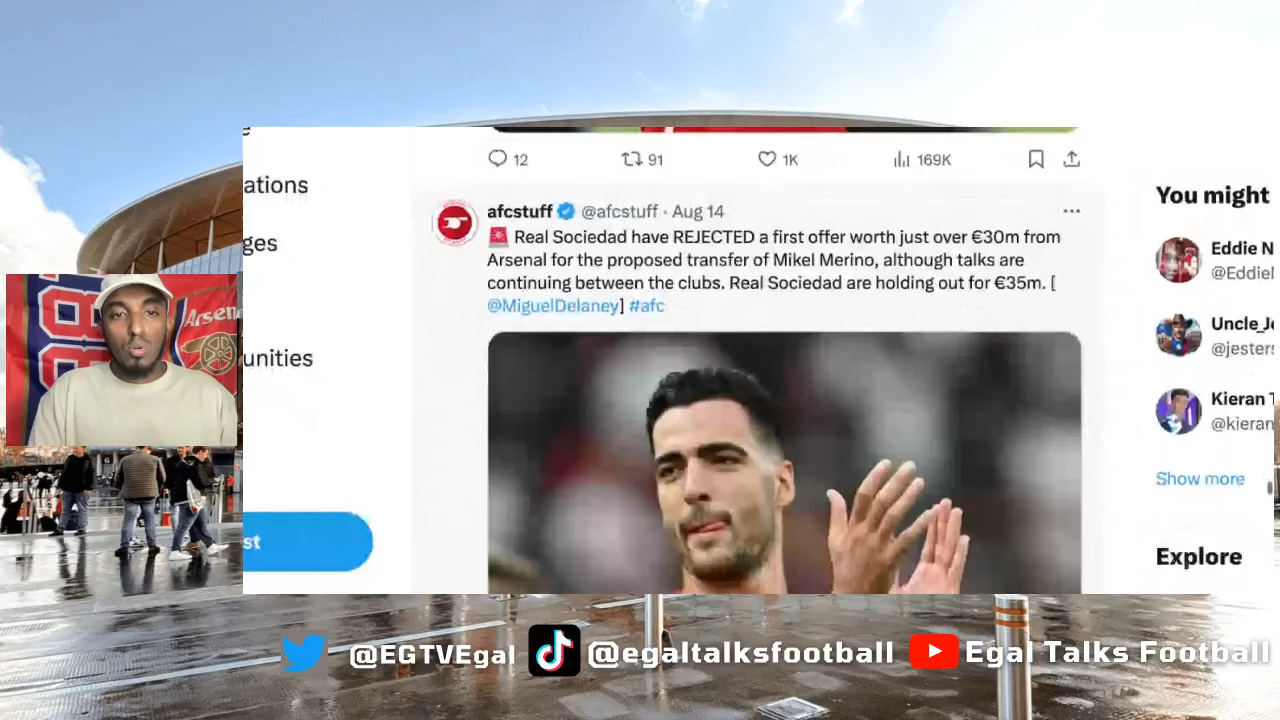 ations
ges
unities
st
12
91
1K
169K
afcstuff @afcstuff · Aug 14
Real Sociedad have REJECTED a first offer worth just over €30m from
Arsenal for the proposed transfer of Mikel Merino, although talks are
continuing between the clubs. Real Sociedad are holding out for €35m. [
@MiguelDelaney] #afc
You might
Eddie N
@Eddie
Uncle_Je
@jesters
Kieran T
@kieran
Show more
Explore
Arsen
@EGTVEgal
@egaltalksfootball
Egal Talks Football